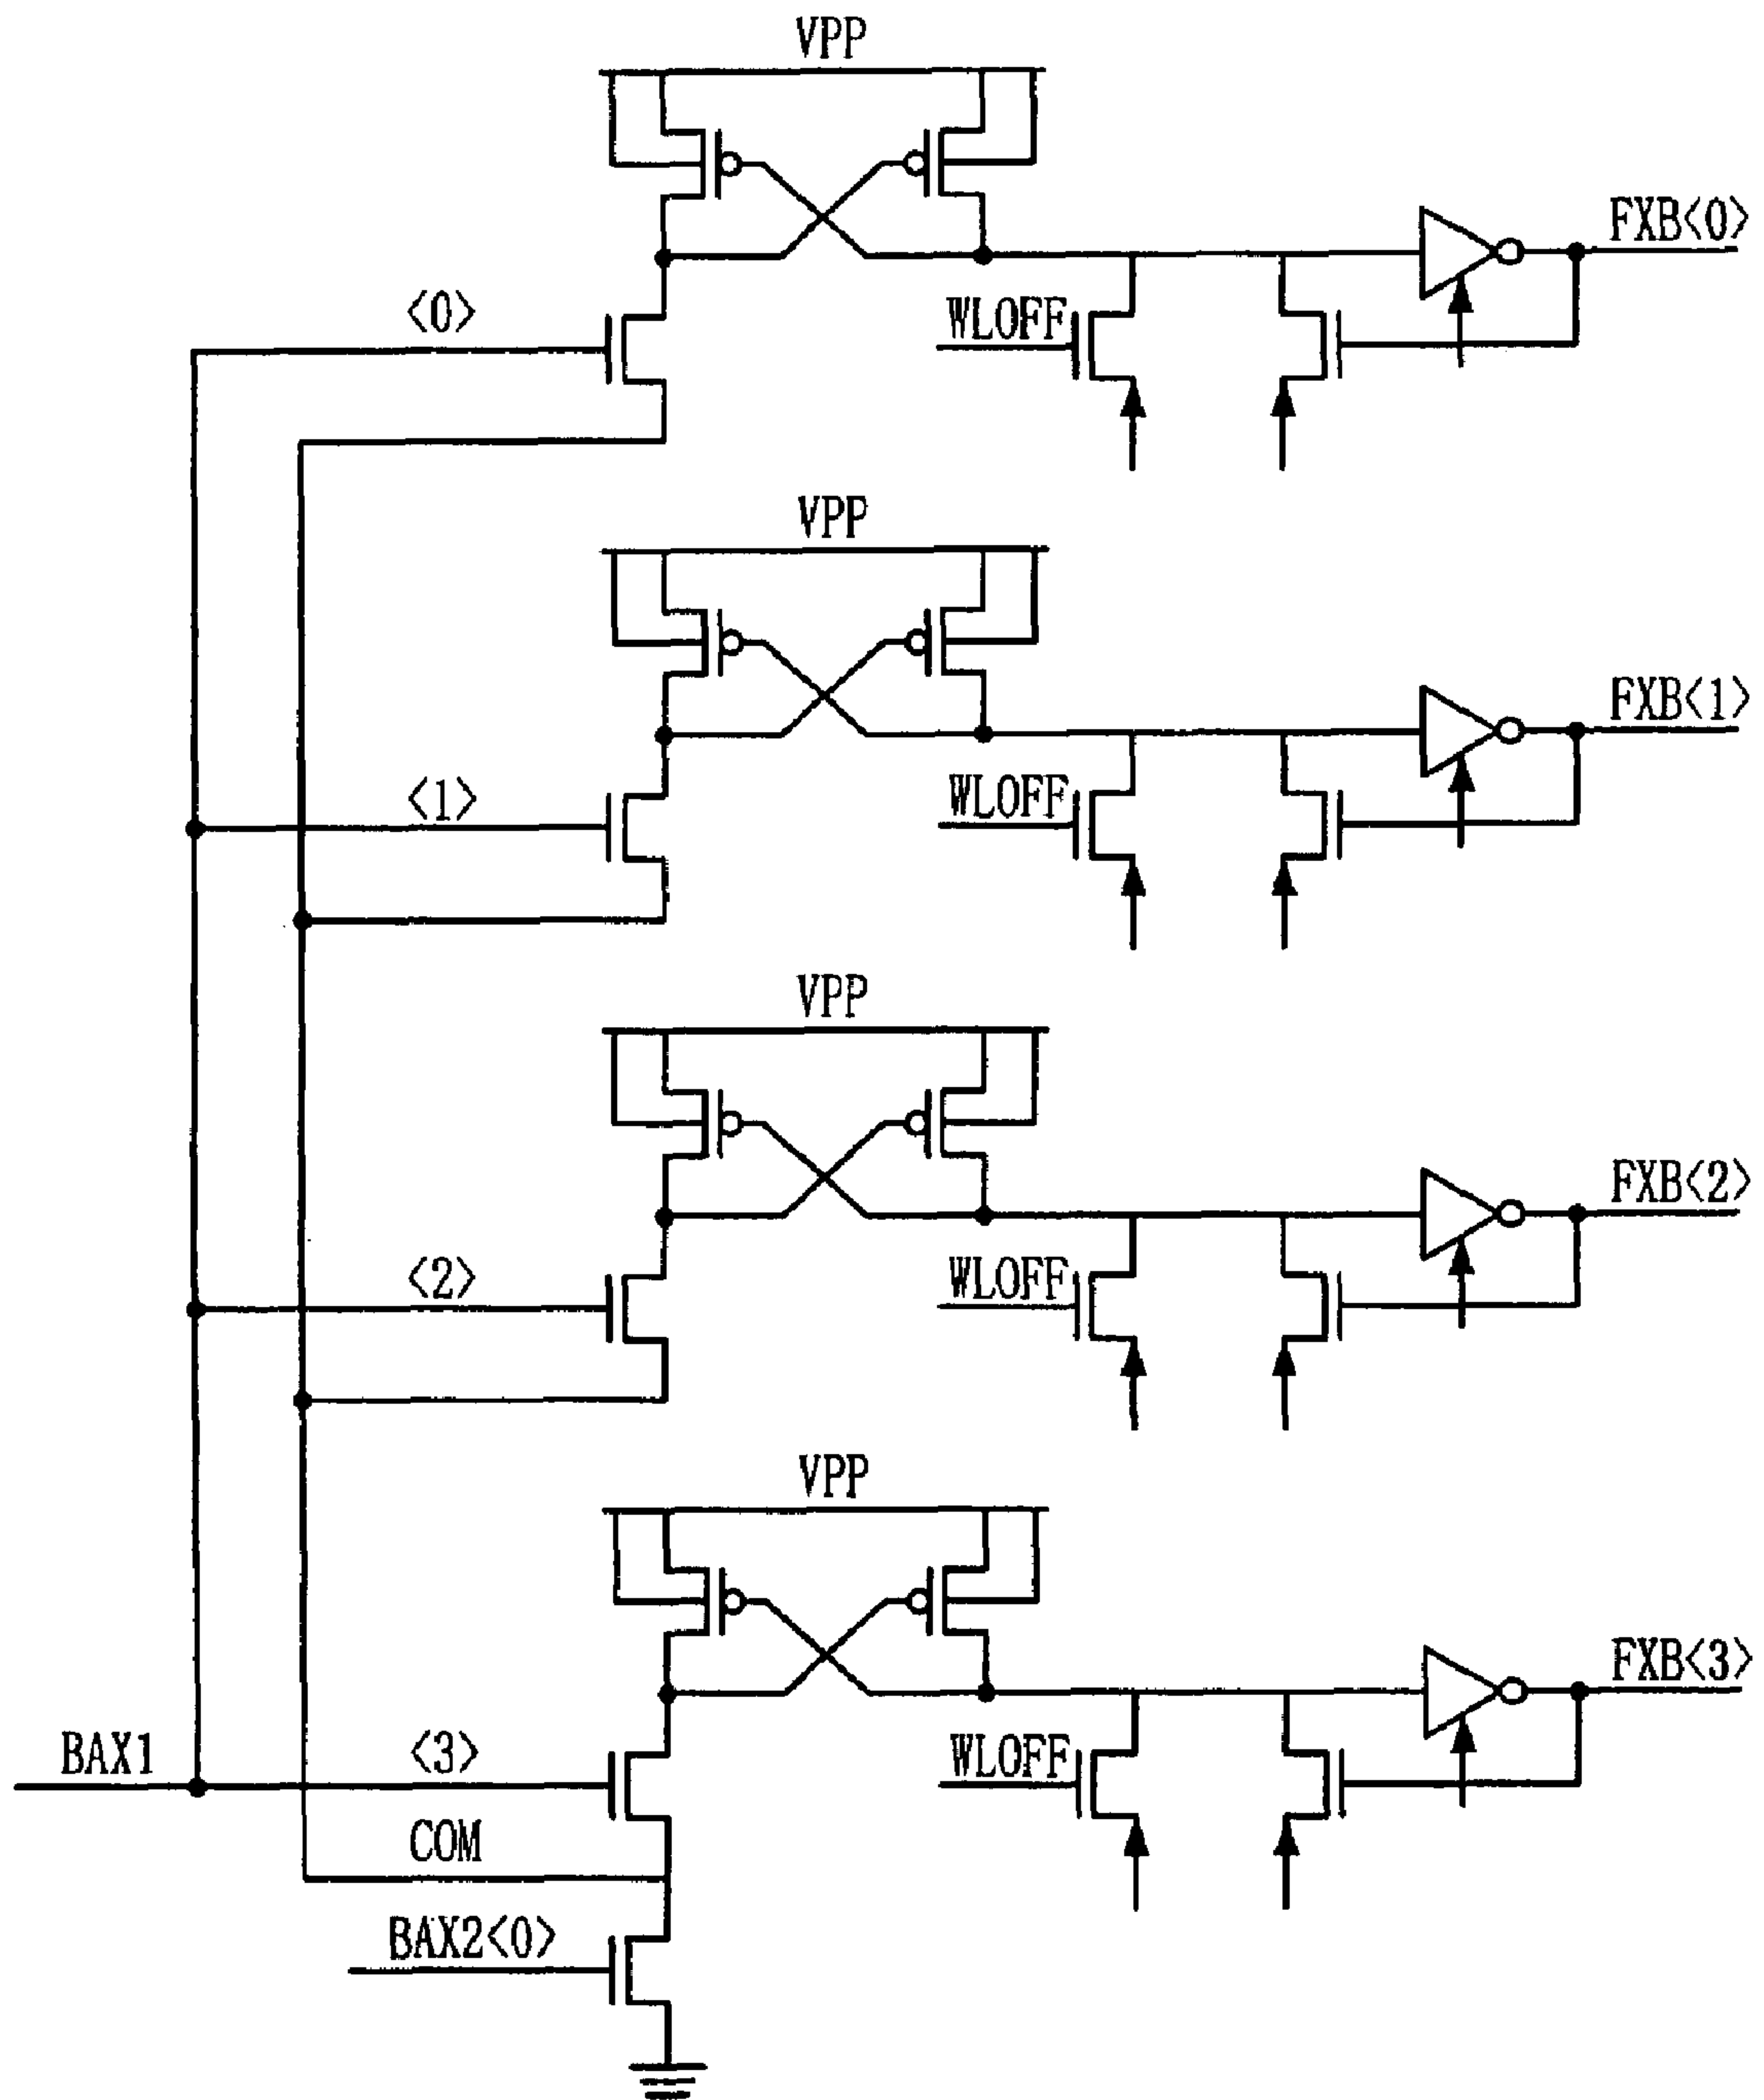 VPP
FXB<0>
<0>
WLOFF
VPP
FXB<1>
<1>
WLOFF
VPP
FXB<2>
<2>
WLOFF
VPP
FXB<3>
BAX1
<3>
WLOFF
COM
BAX2<0>